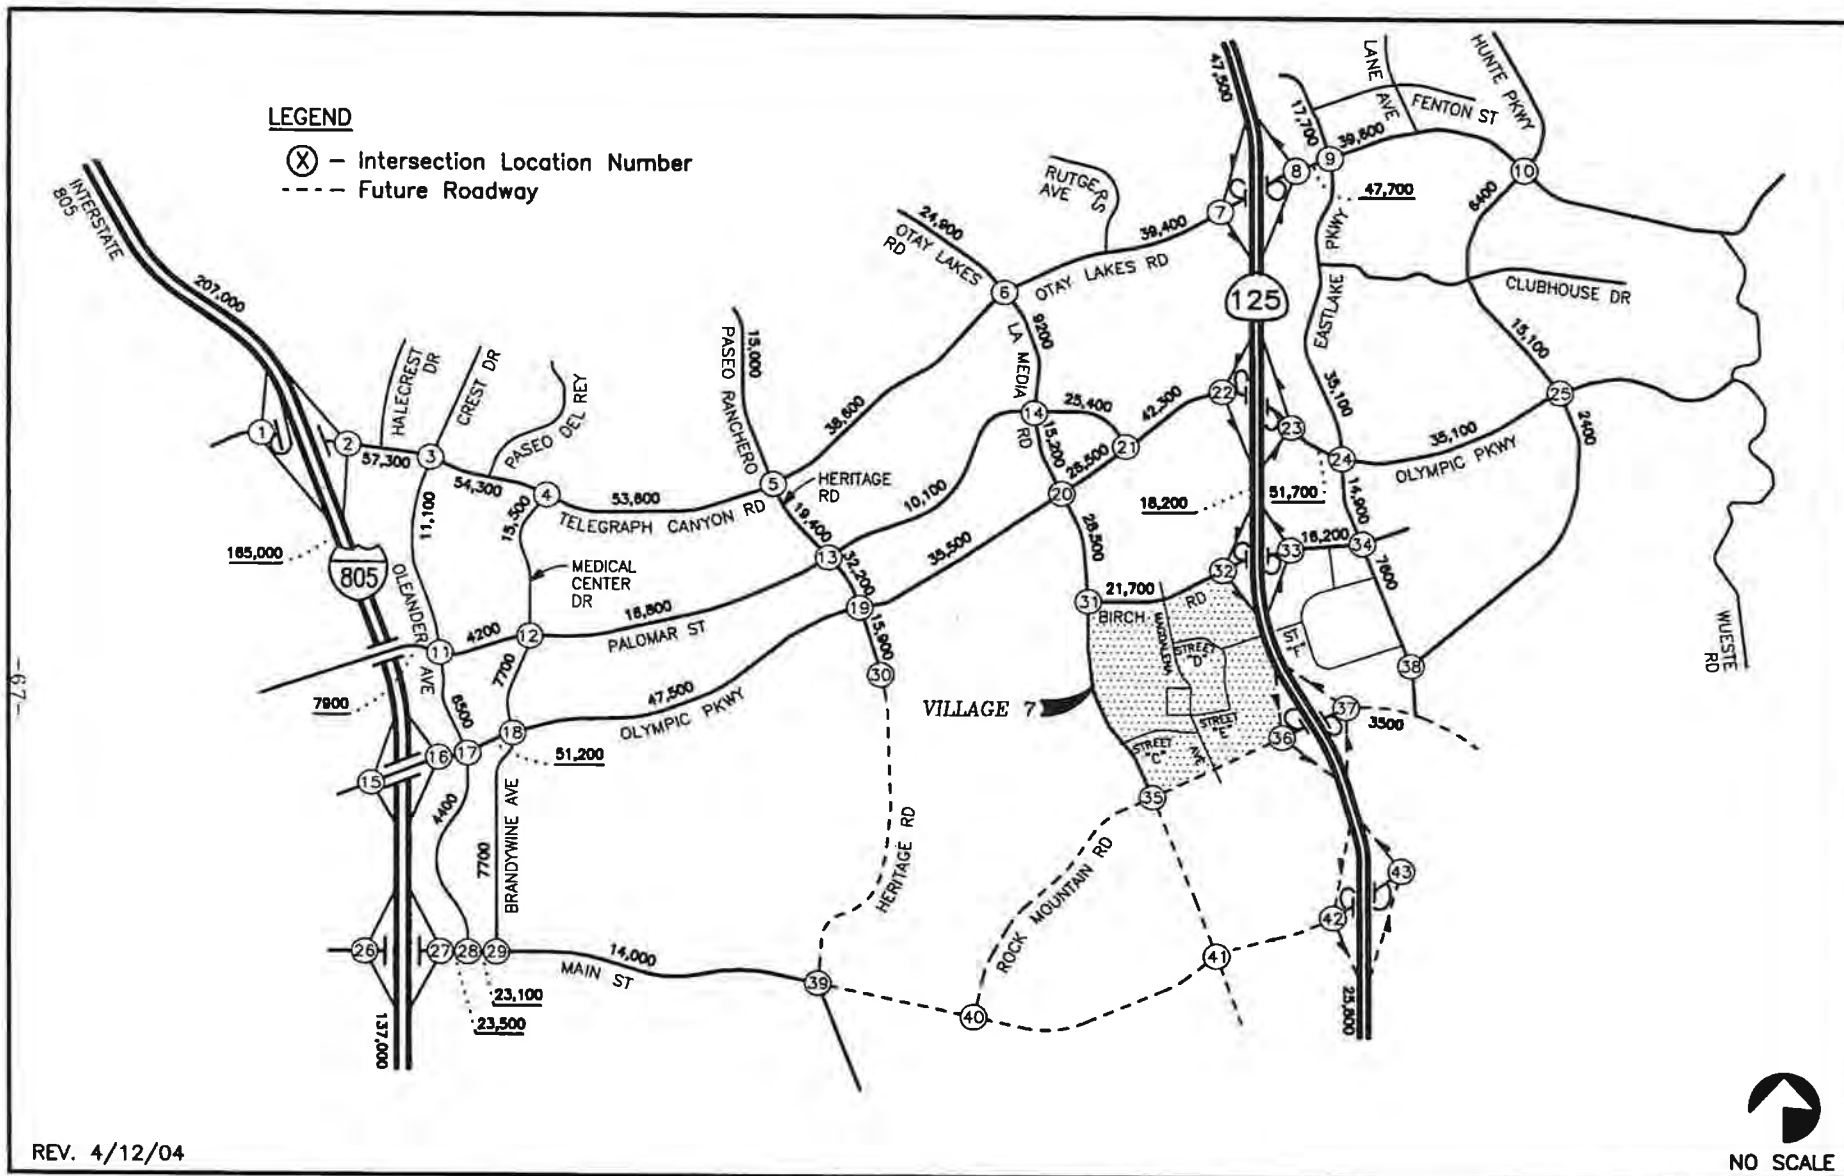 LEGEND
X – Intersection Location Number
---- – Future Roadway
INTERSTATE
805
207,000
165,000
805
1
2
HALECREST
DR
CREST DR
PASEO DEL REY
57,300
3
54,300
4
53,600
TELEGRAPH CANYON RD
11,100
15,500
MEDICAL
CENTER
DR
OLEANDER
AVE
4200
11
12
7900
7700
16,800
PALOMAR ST
8500
47,500
OLYMPIC PKWY
15
16
17
18
51,200
4400
7700
BRANDYWINE AVE
26
27
28
29
14,000
MAIN ST
23,100
23,500
137,000
15,000
PASEO RANCHERO
5
HERITAGE
RD
19,400
13
32,200
19
15,900
30
HERITAGE RD
39
40
24,900
OTAY LAKES
RD
6
38,600
10,100
35,500
RUTGERS
AVE
39,400
OTAY LAKES RD
9200
LA MEDIA
RD
14
25,400
15,200
21
28,500
20
42,300
22
28,500
31
21,700
BIRCH
RD
32
MAGDALENA
AVE
STREET
"D"
STREET
"E"
STREET
"C"
VILLAGE 7
35
ROCK MOUNTAIN RD
41
42
43
25,800
47,500
7
8
9
17,700
39,600
47,700
LANE
AVE
FENTON ST
HUNTE PKWY
10
6400
125
EASTLAKE
PKWY
CLUBHOUSE DR
15,100
35,100
25
23
24
35,100
OLYMPIC PKWY
2400
18,200
51,700
14,900
33
16,200
34
7600
ST.
"F"
38
36
37
3500
WUESTE
RD
-67-
REV. 4/12/04
NO SCALE